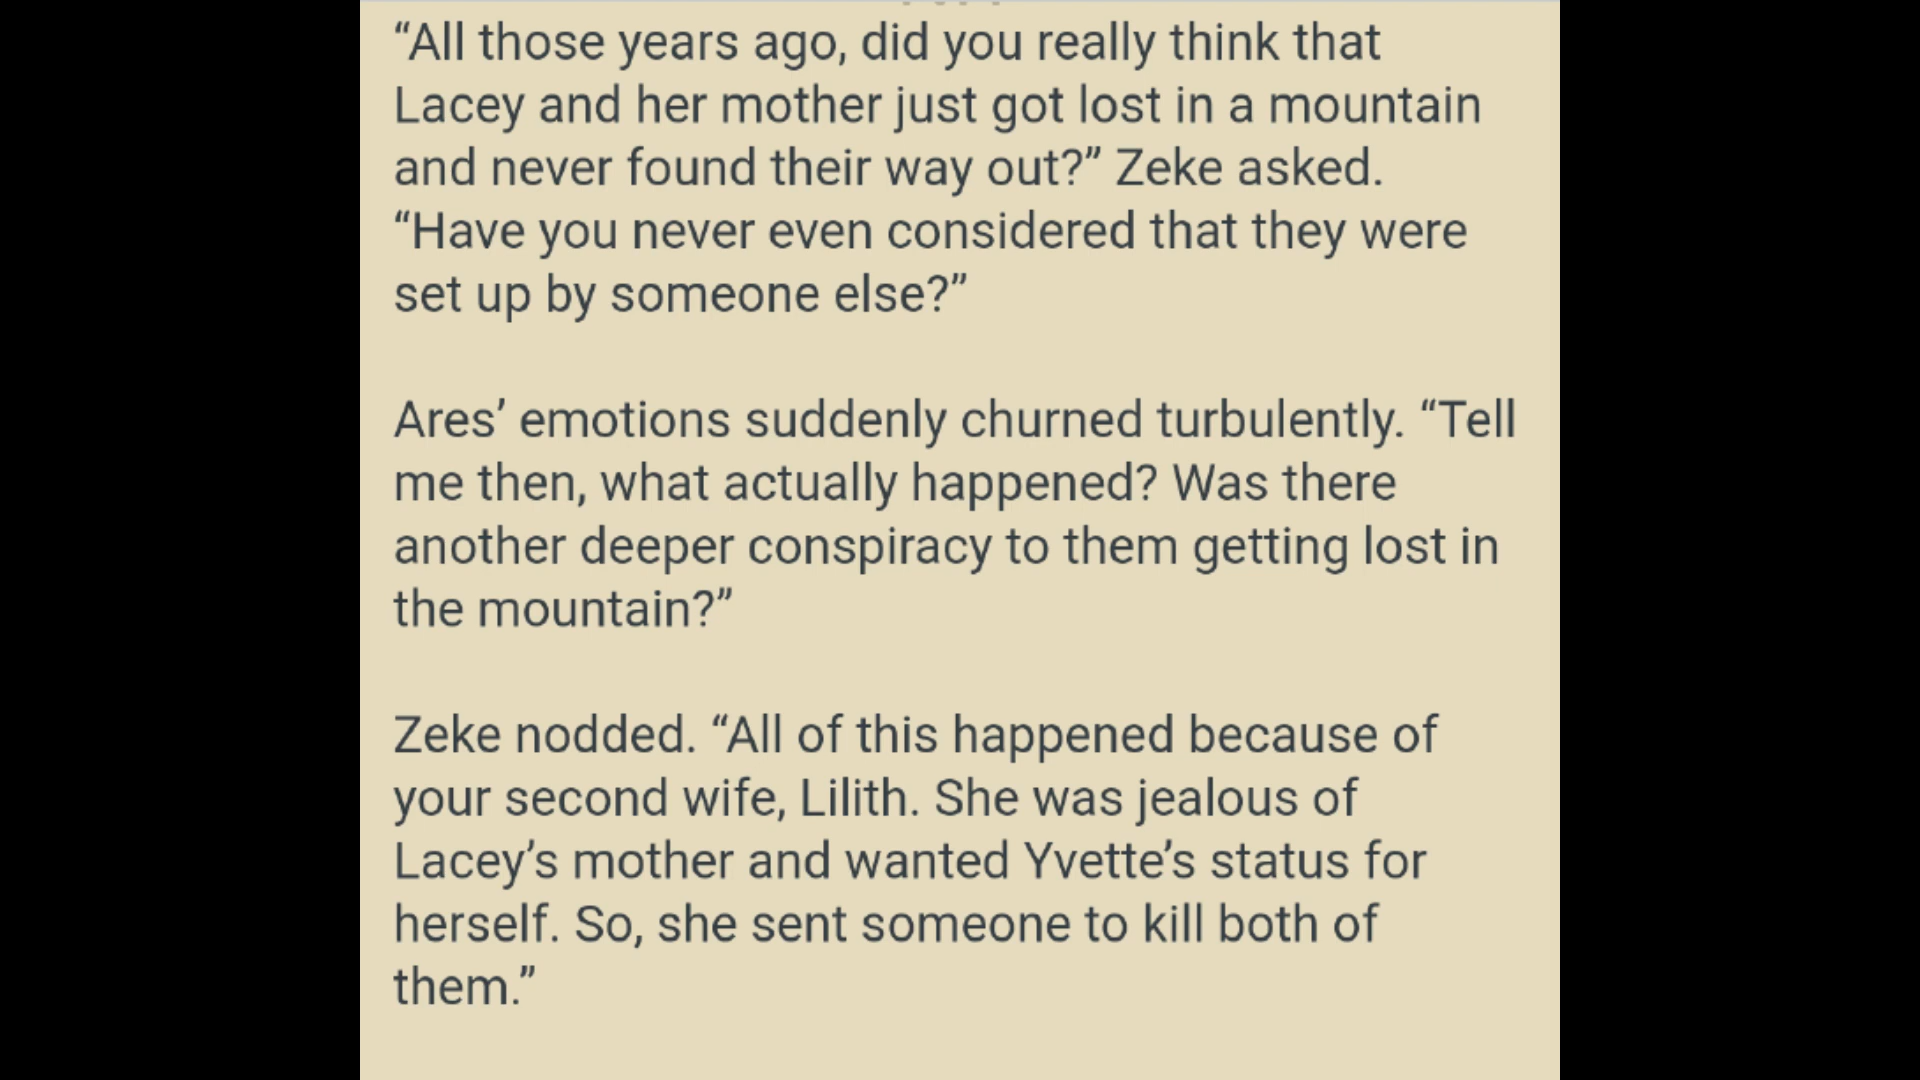 “All those years ago, did you really think that
Lacey and her mother just got lost in a mountain
and never found their way out?” Zeke asked.
“Have you never even considered that they were
set up by someone else?”
Ares’ emotions suddenly churned turbulently. “Tell
me then, what actually happened? Was there
another deeper conspiracy to them getting lost in
the mountain?”
Zeke nodded. “All of this happened because of
your second wife, Lilith. She was jealous of
Lacey’s mother and wanted Yvette’s status for
herself. So, she sent someone to kill both of
them.”